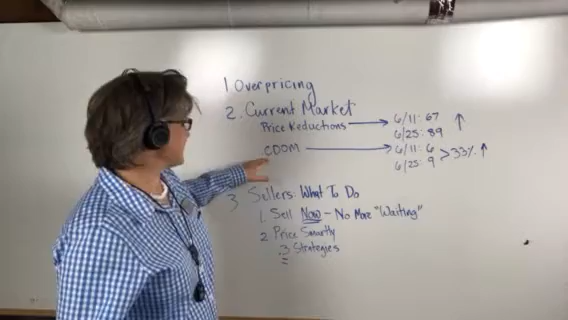 1 Overpricing
2. Current Market
Price Reductions → 6/11: 67 ↑
6/25: 89
CDOM → 6/11: 6 > 33% ↑
6/25: 9
3 Sellers: What To Do
1. Sell Now - No More "Waiting"
2 Price Smartly
3 Strategies